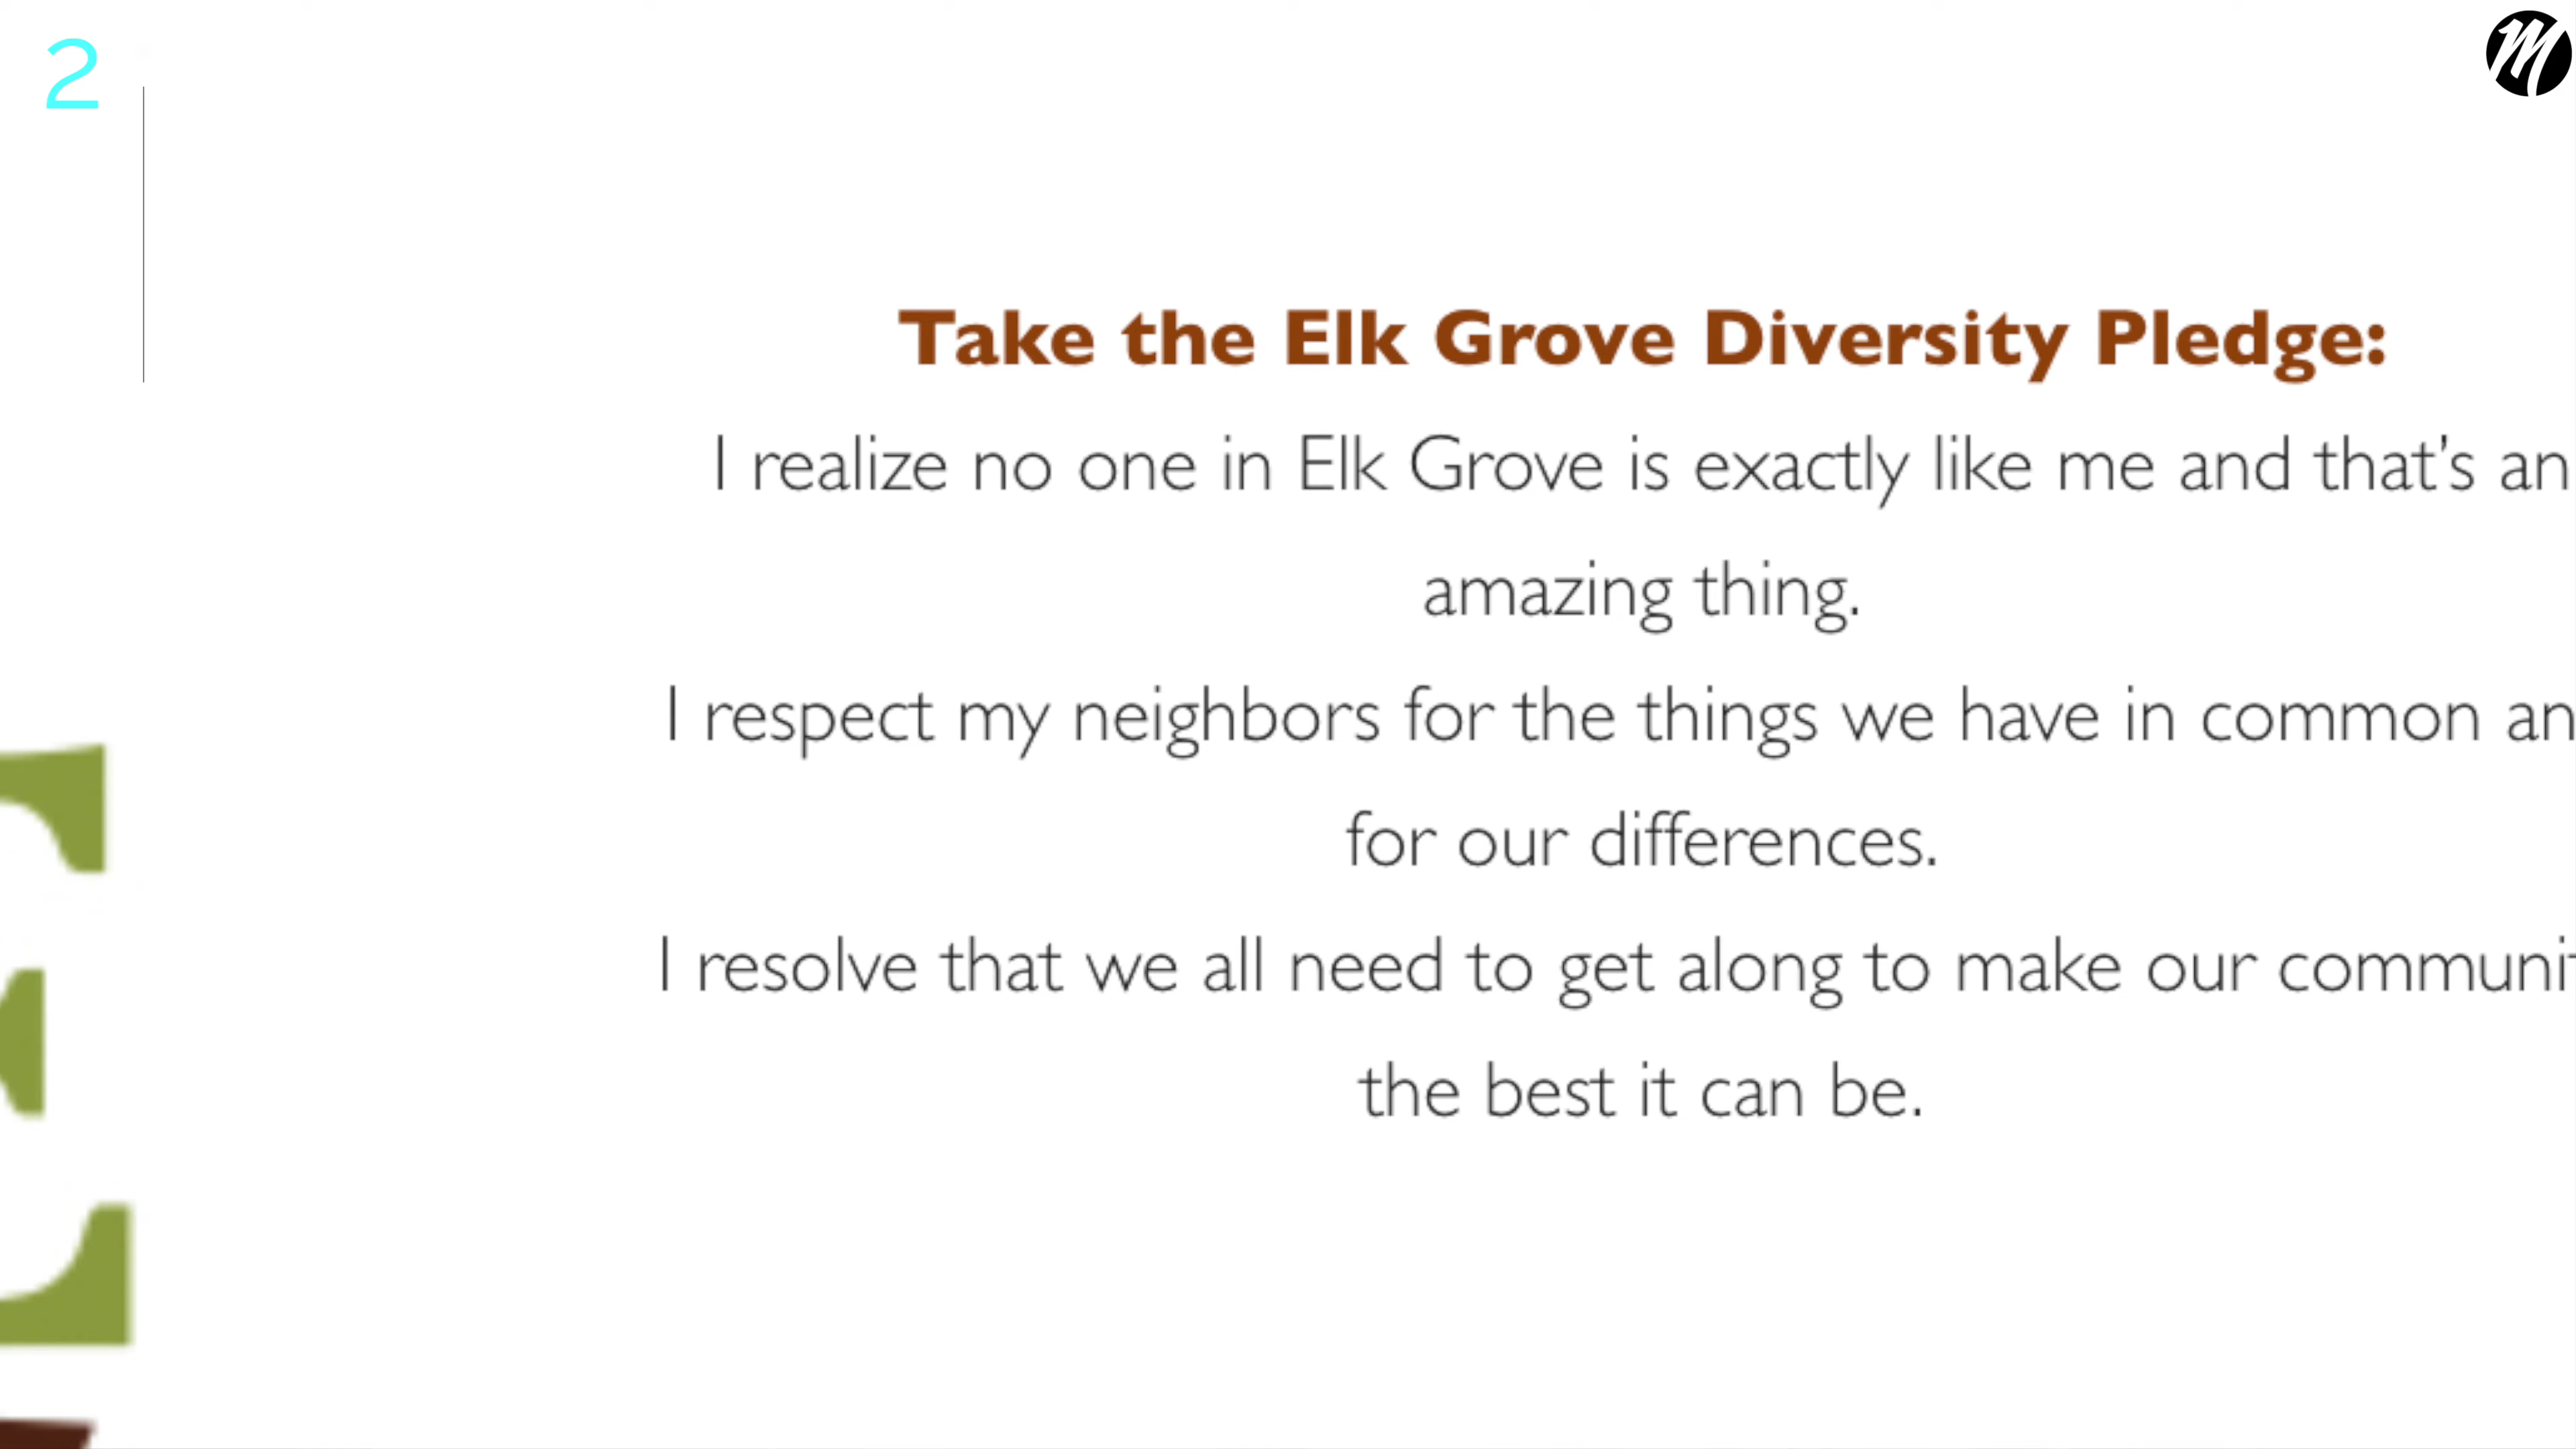 2
Take the Elk Grove Diversity Pledge:
I realize no one in Elk Grove is exactly like me and that's an
amazing thing.
I respect my neighbors for the things we have in common an
for our differences.
I resolve that we all need to get along to make our communi
the best it can be.